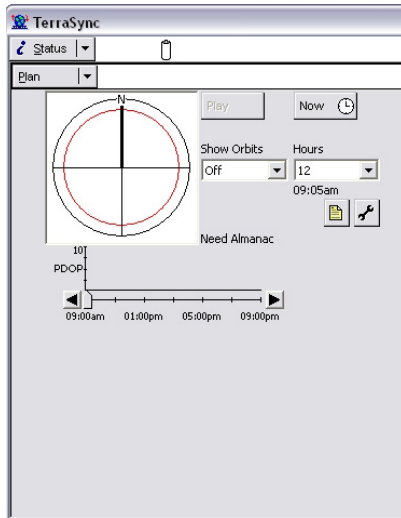 TerraSync
i Status
Plan
N
Play
Now
Show Orbits
Hours
Off
12
09:05am
Need Almanac
10
PDOP
09:00am 01:00pm 05:00pm 09:00pm